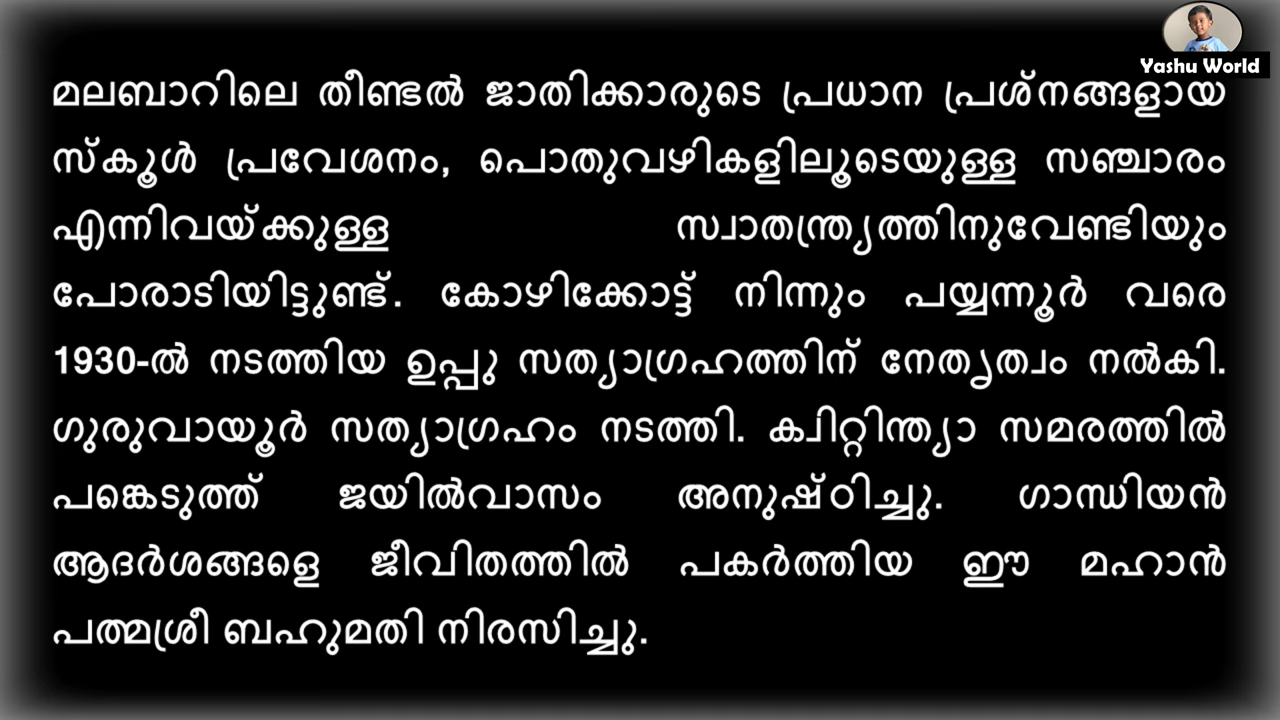 Yashu World
മലബാറിലെ തീണ്ടൽ ജാതിക്കാരുടെ പ്രധാന പ്രശ്നങ്ങളായ
സ്കൂൾ പ്രവേശനം, പൊതുവഴികളിലൂടെയുള്ള സഞ്ചാരം
എന്നിവയ്ക്കുള്ള സ്വാതന്ത്ര്യത്തിനുവേണ്ടിയും
പോരാടിയിട്ടുണ്ട്. കോഴിക്കോട്ട് നിന്നും പയ്യന്നൂർ വരെ
1930-ൽ നടത്തിയ ഉപ്പു സത്യാഗ്രഹത്തിന് നേതൃത്വം നൽകി.
ഗുരുവായൂർ സത്യാഗ്രഹം നടത്തി. ക്വിറ്റിന്ത്യാ സമരത്തിൽ
പങ്കെടുത്ത് ജയിൽവാസം അനുഷ്ഠിച്ചു. ഗാന്ധിയൻ
ആദർശങ്ങളെ ജീവിതത്തിൽ പകർത്തിയ ഈ മഹാൻ
പത്മശ്രീ ബഹുമതി നിരസിച്ചു.